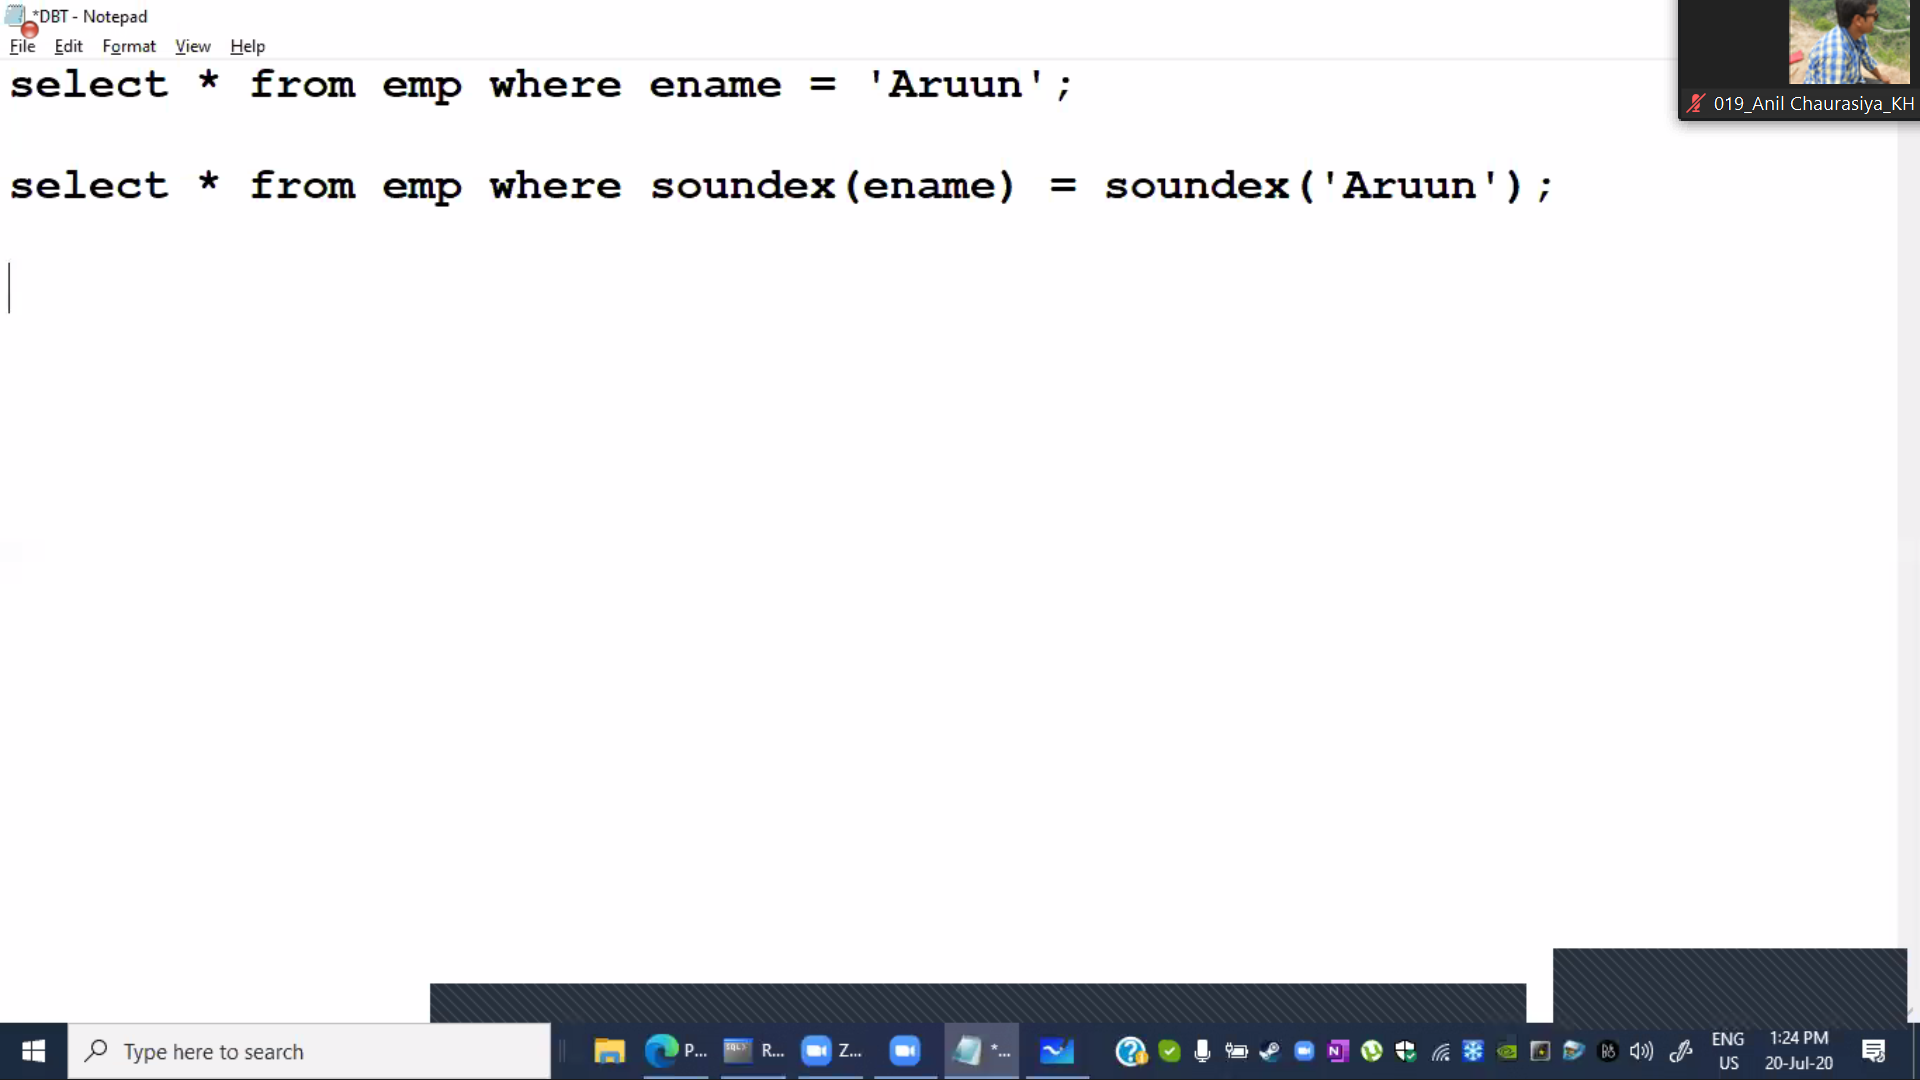 *DBT - Notepad
File Edit Format View Help
select * from emp where ename = 'Aruun';
select * from emp where soundex(ename) = soundex('Aruun');
019_Anil Chaurasiya_KH
Type here to search
P...
R...
Z...
*...
ENG
US
1:24 PM
20-Jul-20